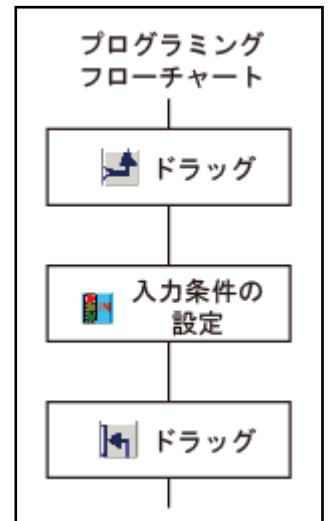 プログラミング
フローチャート
ドラッグ
入力条件の
設定
ドラッグ